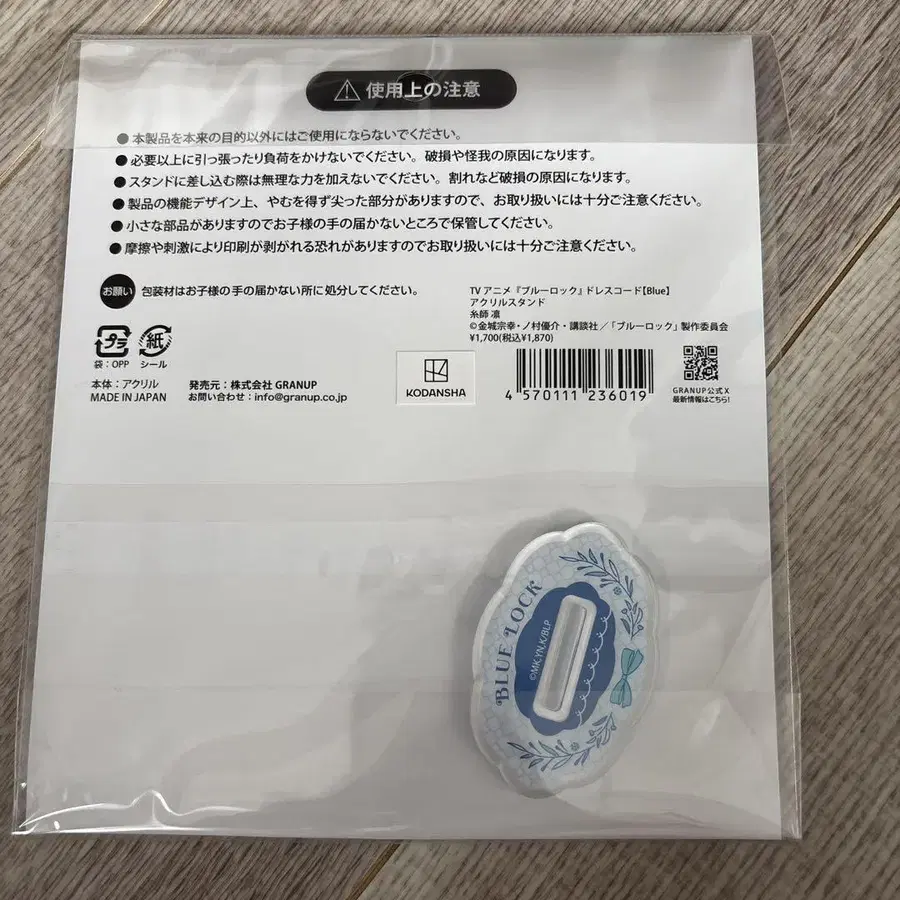 使用上の注意
●本製品を本来の目的以外にはご使用にならないでください。
●必要以上に引っ張ったり負荷をかけないでください。破損や怪我の原因になります。
●スタンドに差し込む際は無理な力を加えないでください。割れなど破損の原因になります。
●製品の機能デザイン上、やむを得ず尖った部分がありますので、お取り扱いには十分ご注意ください。
●小さな部品がありますのでお子様の手の届かないところで保管してください。
●摩擦や刺激により印刷が剥がれる恐れがありますのでお取り扱いには十分ご注意ください。
お願い 包装材はお子様の手の届かない所に処分してください。
プラ 紙
袋：OPP シール
本体：アクリル
MADE IN JAPAN
発売元：株式会社 GRANUP
お問い合わせ：info@granup.co.jp
KODANSHA
TV アニメ『ブルーロック』ドレスコード【Blue】
アクリルスタンド
糸師 凛
©金城宗幸・ノ村優介・講談社／「ブルーロック」製作委員会
¥1,700(税込¥1,870)
4 570111 236019
GRANUP公式X
最新情報はこちら!
BLUE LOCK
©MK,YN,K/BLP